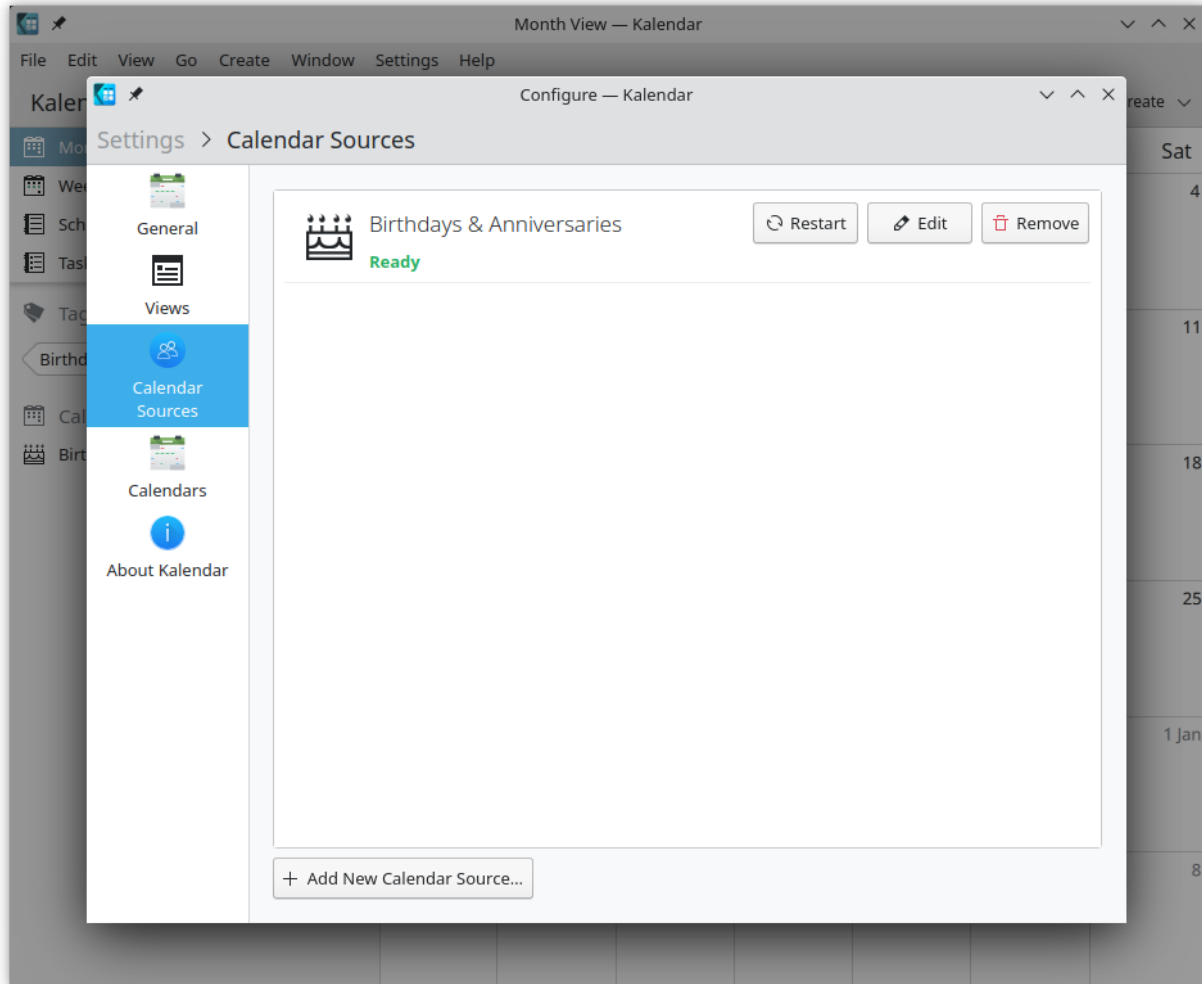 Month View — Kalendar
File Edit View Go Create Window Settings Help
Configure — Kalendar
Settings > Calendar Sources
Sat
General
Views
Calendar
Sources
Calendars
About Kalendar
Birthdays & Anniversaries
Ready
Restart Edit Remove
+ Add New Calendar Source...
4
11
18
25
1 Jan
8